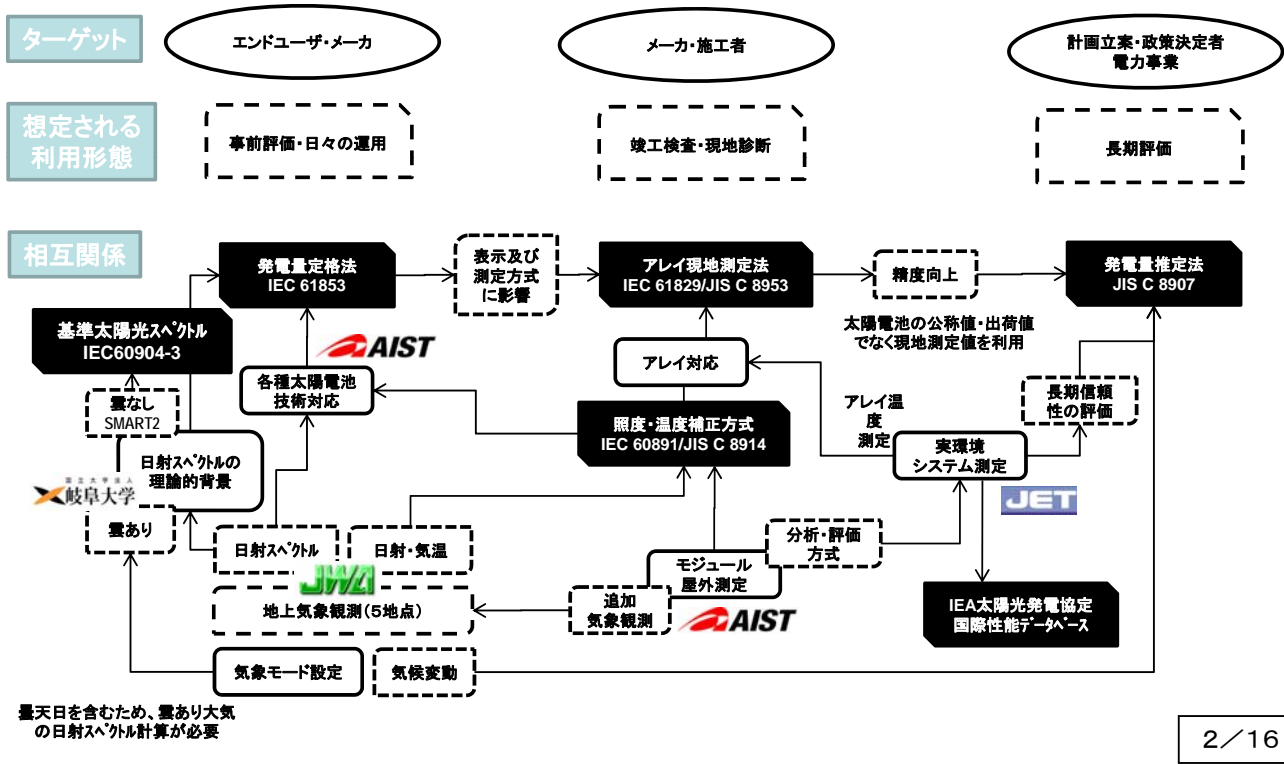 ターゲット
エンドユーザ・メーカ
メーカ・施工者
計画立案・政策決定者
電力事業
想定される
利用形態
事前評価・日々の運用
竣工検査・現地診断
長期評価
相互関係
発電量定格法
IEC 61853
表示及び
測定方式
に影響
アレイ現地測定法
IEC 61829/JIS C 8953
精度向上
発電量推定法
JIS C 8907
太陽電池の公称値・出荷値
でなく現地測定値を利用
基準太陽光スペクトル
IEC60904-3
AIST
雲なし
SMART2
各種太陽電池
技術対応
アレイ対応
長期信頼
性の評価
照度・温度補正方式
IEC 60891/JIS C 8914
アレイ温
度
測定
実環境
システム測定
日射スペクトルの
理論的背景
国立大学法人
岐阜大学
雲あり
JET
日射スペクトル
日射・気温
分析・評価
方式
モジュール
屋外測定
JWA
地上気象観測(5地点)
追加
気象観測
AIST
IEA太陽光発電協定
国際性能データベース
気象モード設定
気候変動
曇天日を含むため、雲あり大気
の日射スペクトル計算が必要
2／16